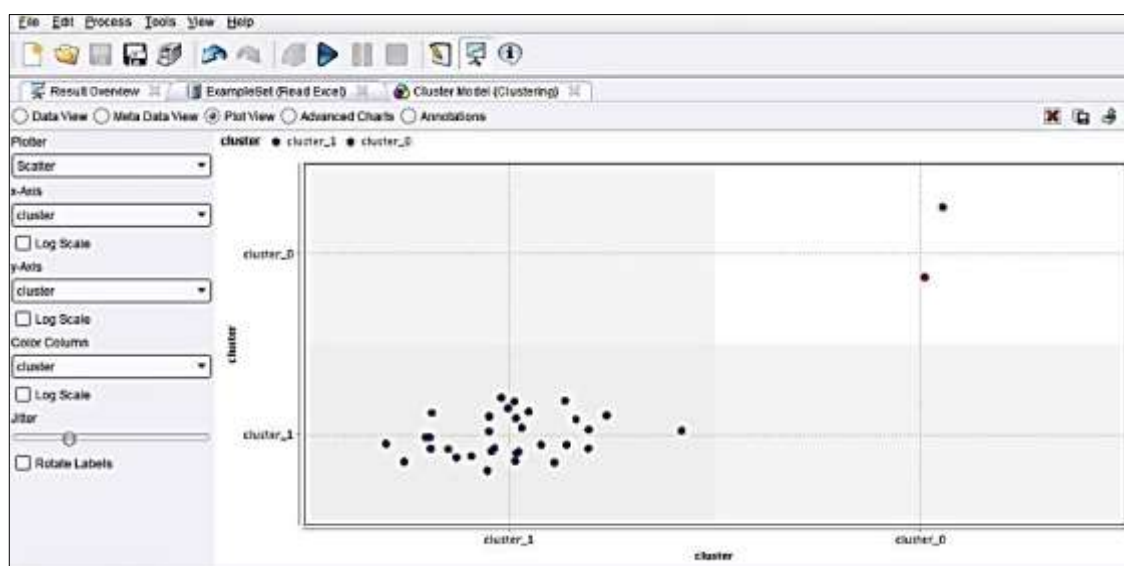 File Edit Process Tools View Help
Result Overview ExampleSet (Read Excel) Cluster Model (Clustering)
Data View Meta Data View Plot View Advanced Charts Annotations
Plotter
Scatter
x-Axis
cluster
Log Scale
y-Axis
cluster
Log Scale
Color Column
cluster
Log Scale
Jitter
Rotate Labels
cluster cluster_1 cluster_0
cluster_0
cluster
cluster_1
cluster_1 cluster_0
cluster